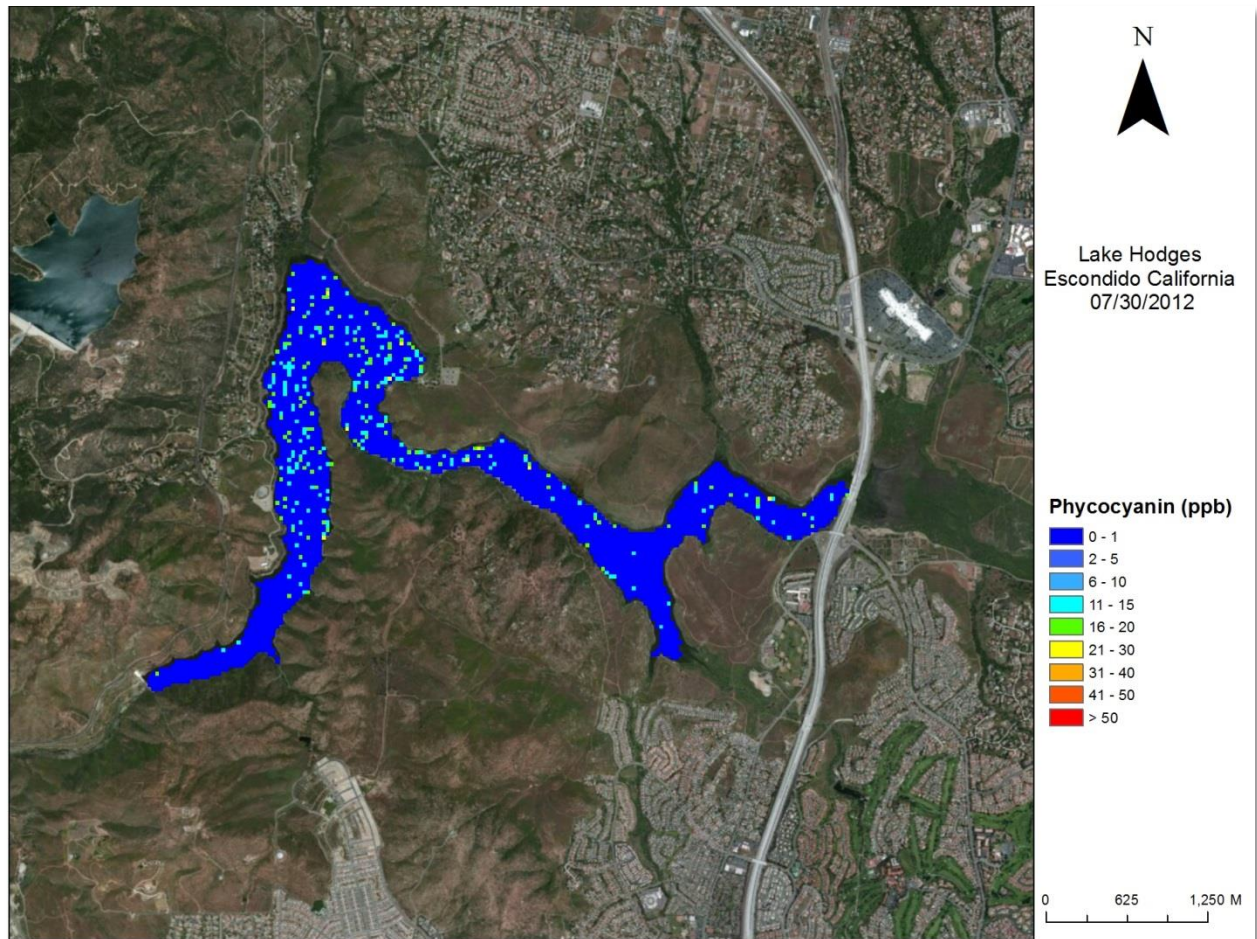 N
Lake Hodges
Escondido California
07/30/2012
Phycocyanin (ppb)
0 - 1
2 - 5
6 - 10
11 - 15
16 - 20
21 - 30
31 - 40
41 - 50
> 50
0 625 1,250 M